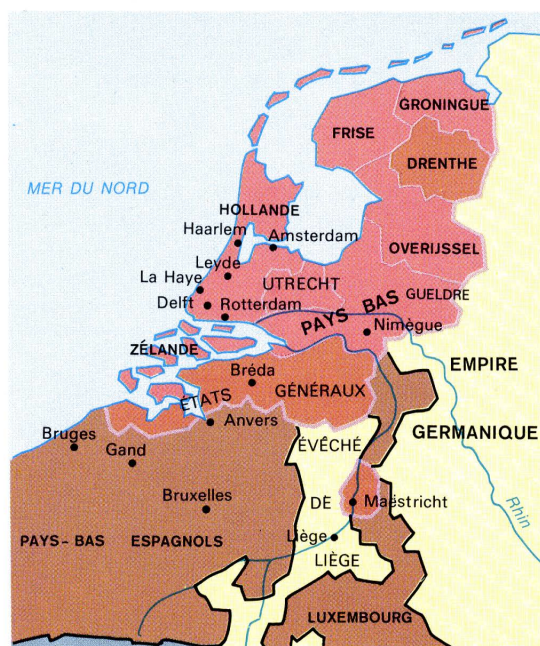 GRONINGUE
FRISE
DRENTHE
MER DU NORD
HOLLANDE
Haarlem
Amsterdam
OVERIJSSEL
Leyde
La Haye
UTRECHT
GUELDRE
Delft
Rotterdam
PAYS BAS
Nimègue
ZÉLANDE
EMPIRE
GERMANIQUE
Bréda
ÉTATS GÉNÉRAUX
Anvers
Bruges
Gand
ÉVÊCHÉ
DE
LIÈGE
Bruxelles
Maëstricht
Rhin
PAYS-BAS ESPAGNOLS
Liège
LUXEMBOURG